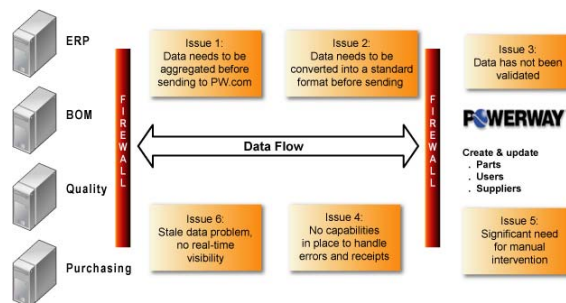 ERP
BOM
Quality
Purchasing
FIREWALL
Issue 1:
Data needs to be
aggregated before
sending to PW.com
Issue 2:
Data needs to be
converted into a standard
format before sending
Data Flow
Issue 6:
Stale data problem,
no real-time
visibility
Issue 4:
No capabilities
in place to handle
errors and receipts
FIREWALL
Issue 3:
Data has not been
validated
POWERWAY
Create & update
. Parts
. Users
. Suppliers
Issue 5:
Significant need
for manual
intervention